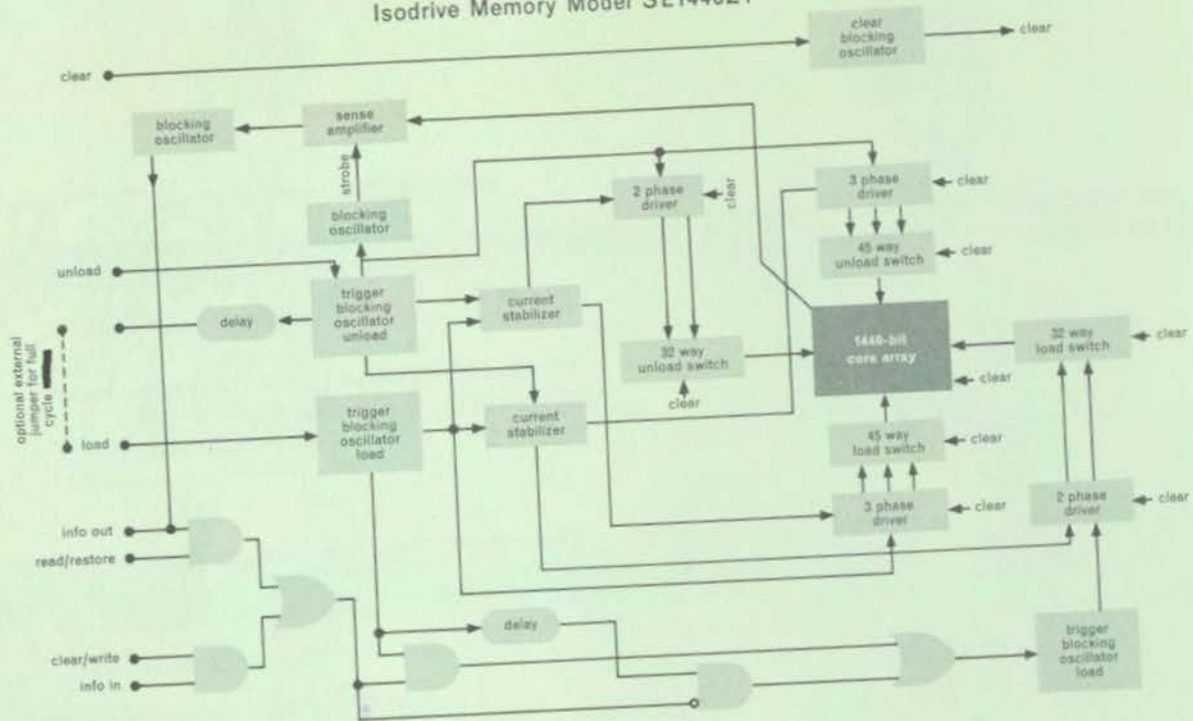 Isodrive Memory Model SE1440Z1
clear
clear
blocking
oscillator
clear
blocking
oscillator
sense
amplifier
strobe
blocking
oscillator
2 phase
driver
clear
3 phase
driver
clear
45 way
unload switch
clear
unload
trigger
blocking
oscillator
unload
delay
current
stabilizer
32 way
unload switch
clear
1440-bit
core array
clear
32 way
load switch
clear
optional external
jumper for full
cycle
load
trigger
blocking
oscillator
load
current
stabilizer
45 way
load switch
clear
3 phase
driver
clear
2 phase
driver
clear
info out
read/restore
clear/write
info in
delay
trigger
blocking
oscillator
load